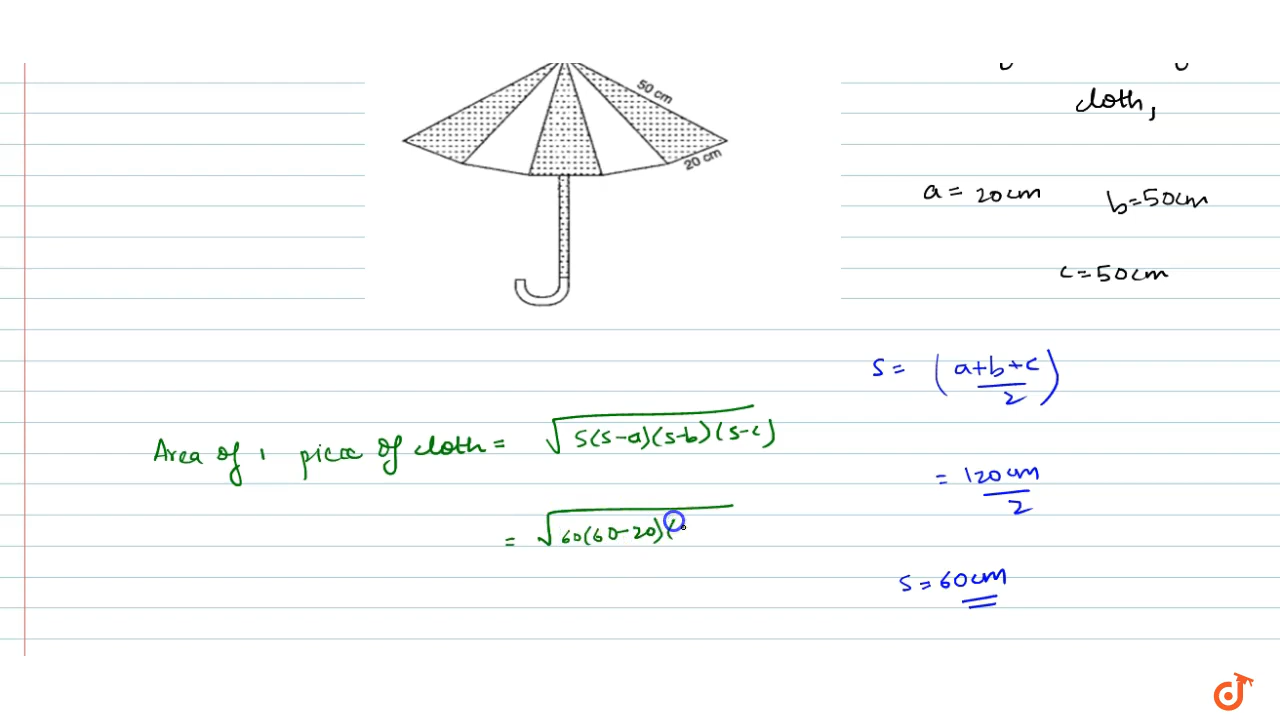 50 cm
20 cm
cloth,
a = 20cm b=50cm
c=50cm
s = (a+b+c/2)
Area of 1 piece of cloth = √s(s-a)(s-b)(s-c)
= 120cm/2
= √60(60-20)(
s = 60cm